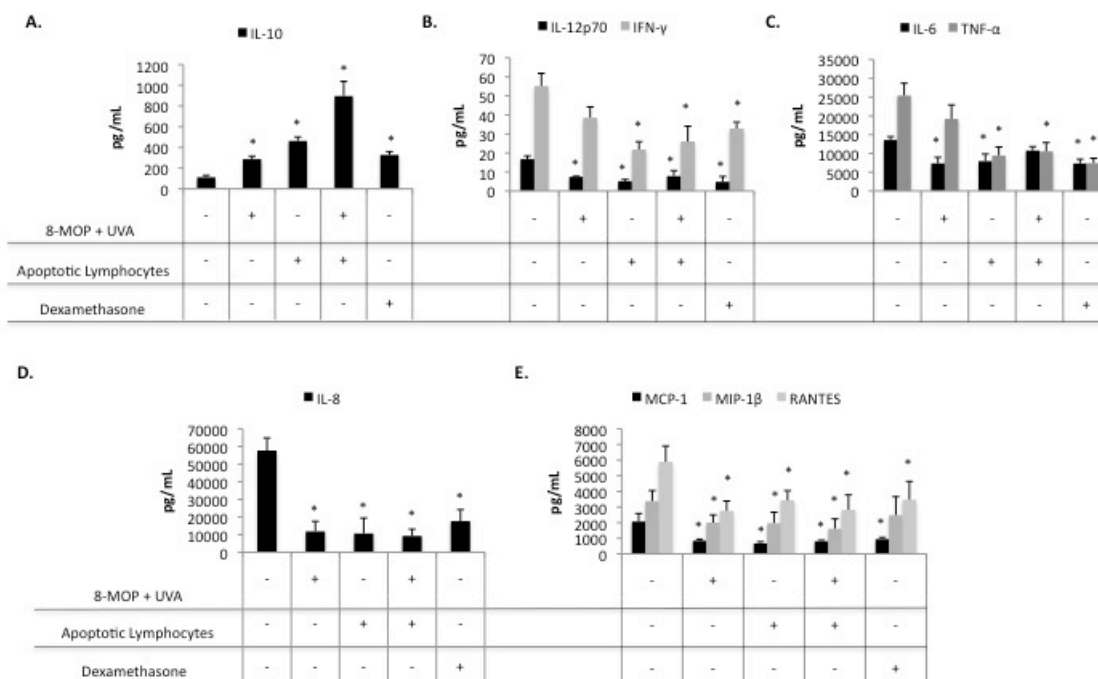 A.
IL-10
pg/mL
1200
1000
800
600
400
200
0
* * * *
8-MOP + UVA - + - + -
Apoptotic Lymphocytes - - + + -
Dexamethasone - - - - +
B.
IL-12p70 IFN-γ
pg/mL
70
60
50
40
30
20
10
0
* * * * * * *
- + - + -
- - + + -
- - - - +
C.
IL-6 TNF-α
pg/mL
35000
30000
25000
20000
15000
10000
5000
0
* * * * * *
- + - + -
- - + + -
- - - - +
D.
IL-8
pg/mL
70000
60000
50000
40000
30000
20000
10000
0
* * * *
8-MOP + UVA - + - + -
Apoptotic Lymphocytes - - + + -
Dexamethasone - - - - +
E.
MCP-1 MIP-1β RANTES
pg/mL
8000
7000
6000
5000
4000
3000
2000
1000
0
* * * * * * * * * * *
- + - + -
- - + + -
- - - - +